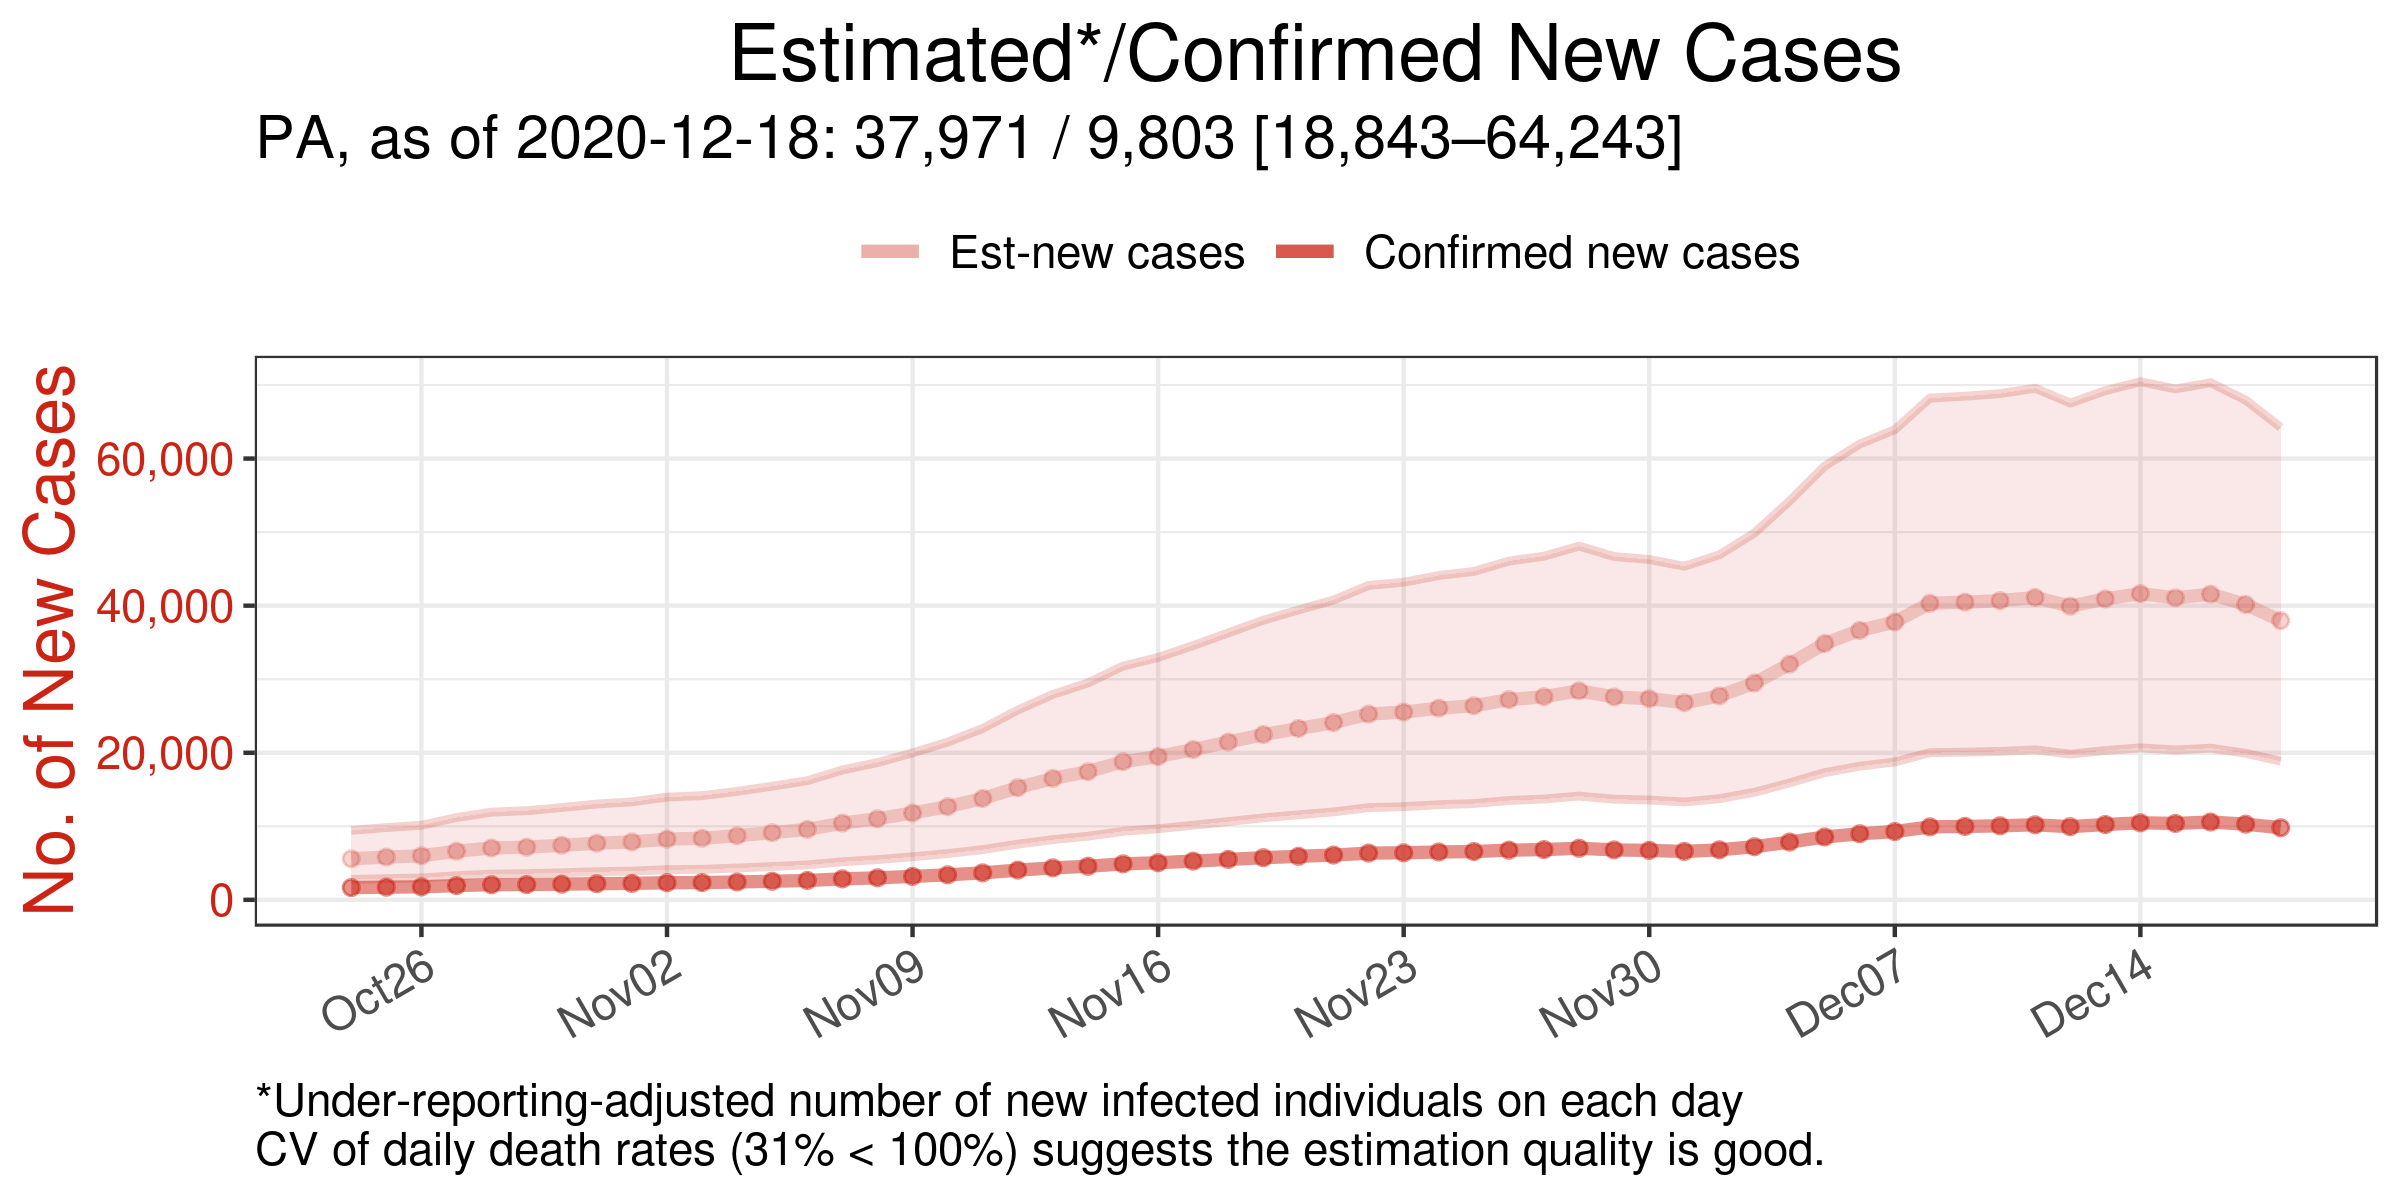 Estimated*/Confirmed New Cases
PA, as of 2020-12-18: 37,971 / 9,803 [18,843–64,243]
Est-new cases
Confirmed new cases
No. of New Cases
60,000
40,000
20,000
0
Oct26
Nov02
Nov09
Nov16
Nov23
Nov30
Dec07
Dec14
*Under-reporting-adjusted number of new infected individuals on each day
CV of daily death rates (31% < 100%) suggests the estimation quality is good.